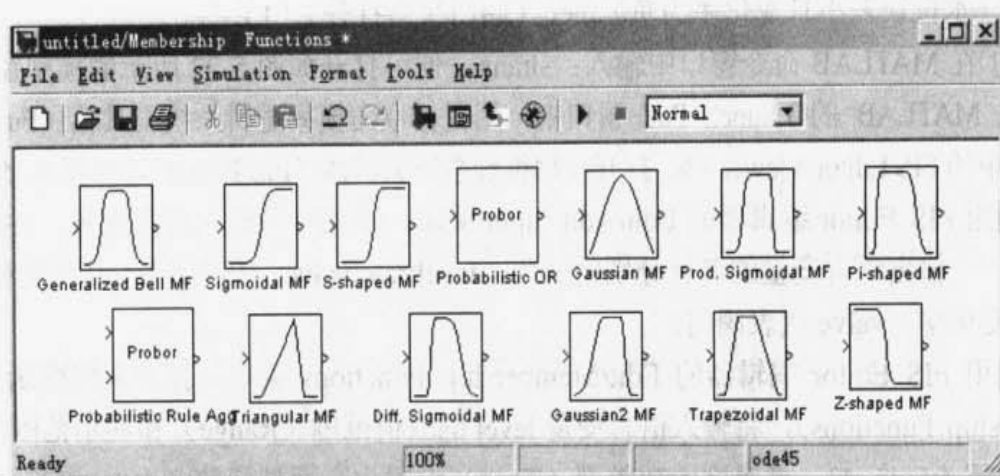 untitled/Membership Functions *
File Edit View Simulation Format Tools Help
Normal
Probor
Generalized Bell MF Sigmoidal MF S-shaped MF Probabilistic OR Gaussian MF Prod. Sigmoidal MF Pi-shaped MF
Probor
Probabilistic Rule Agg Triangular MF Diff. Sigmoidal MF Gaussian2 MF Trapezoidal MF Z-shaped MF
Ready 100% ode45